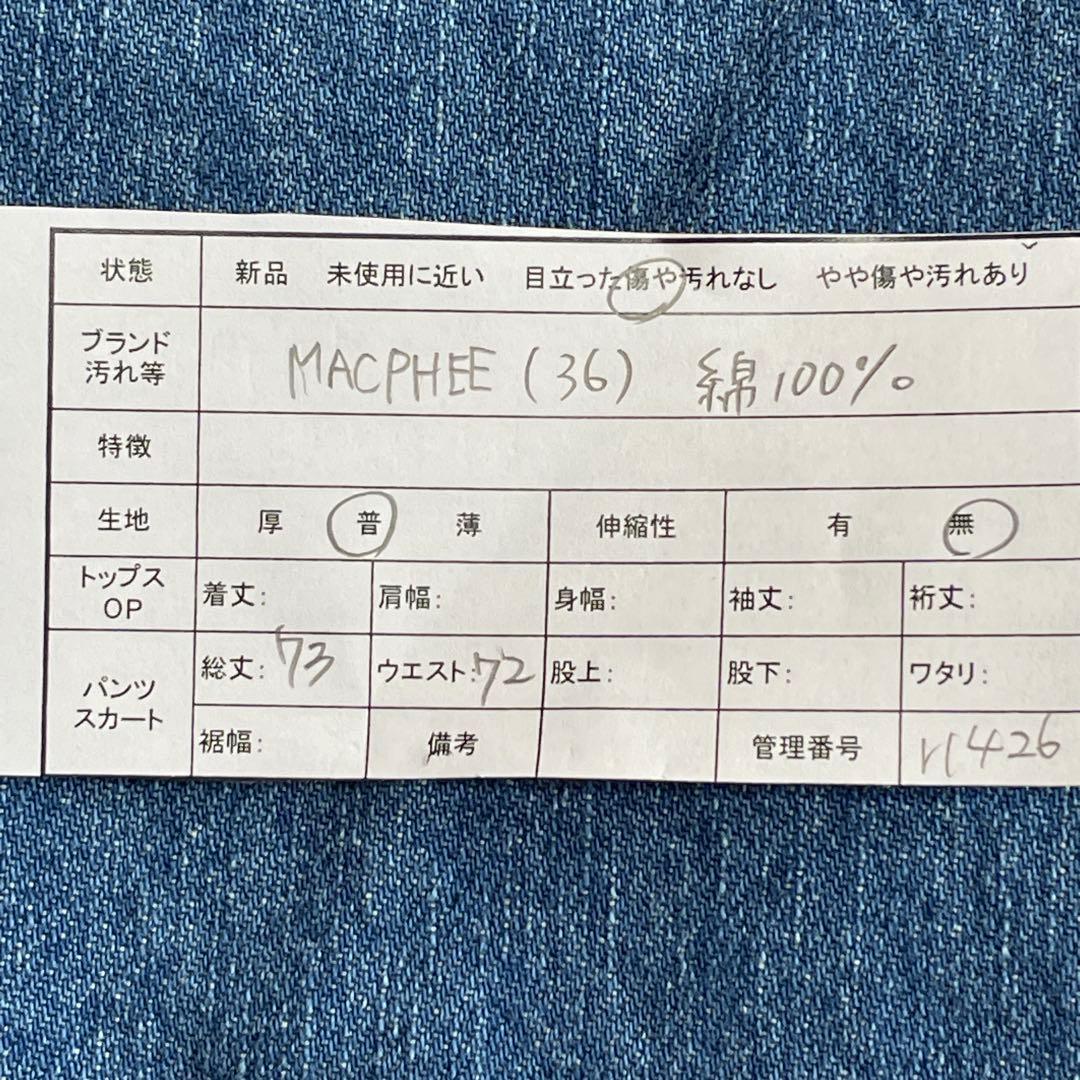 状態 新品 未使用に近い 目立った傷や汚れなし やや傷や汚れあり
ブランド
汚れ等
MACPHEE (36) 綿100%
特徴
生地 厚 普 薄 伸縮性 有 無
トップス
OP
着丈: 肩幅: 身幅: 袖丈: 裄丈:
パンツ
スカート
総丈: 73 ウエスト: 72 股上: 股下: ワタリ:
裾幅: 備考 管理番号